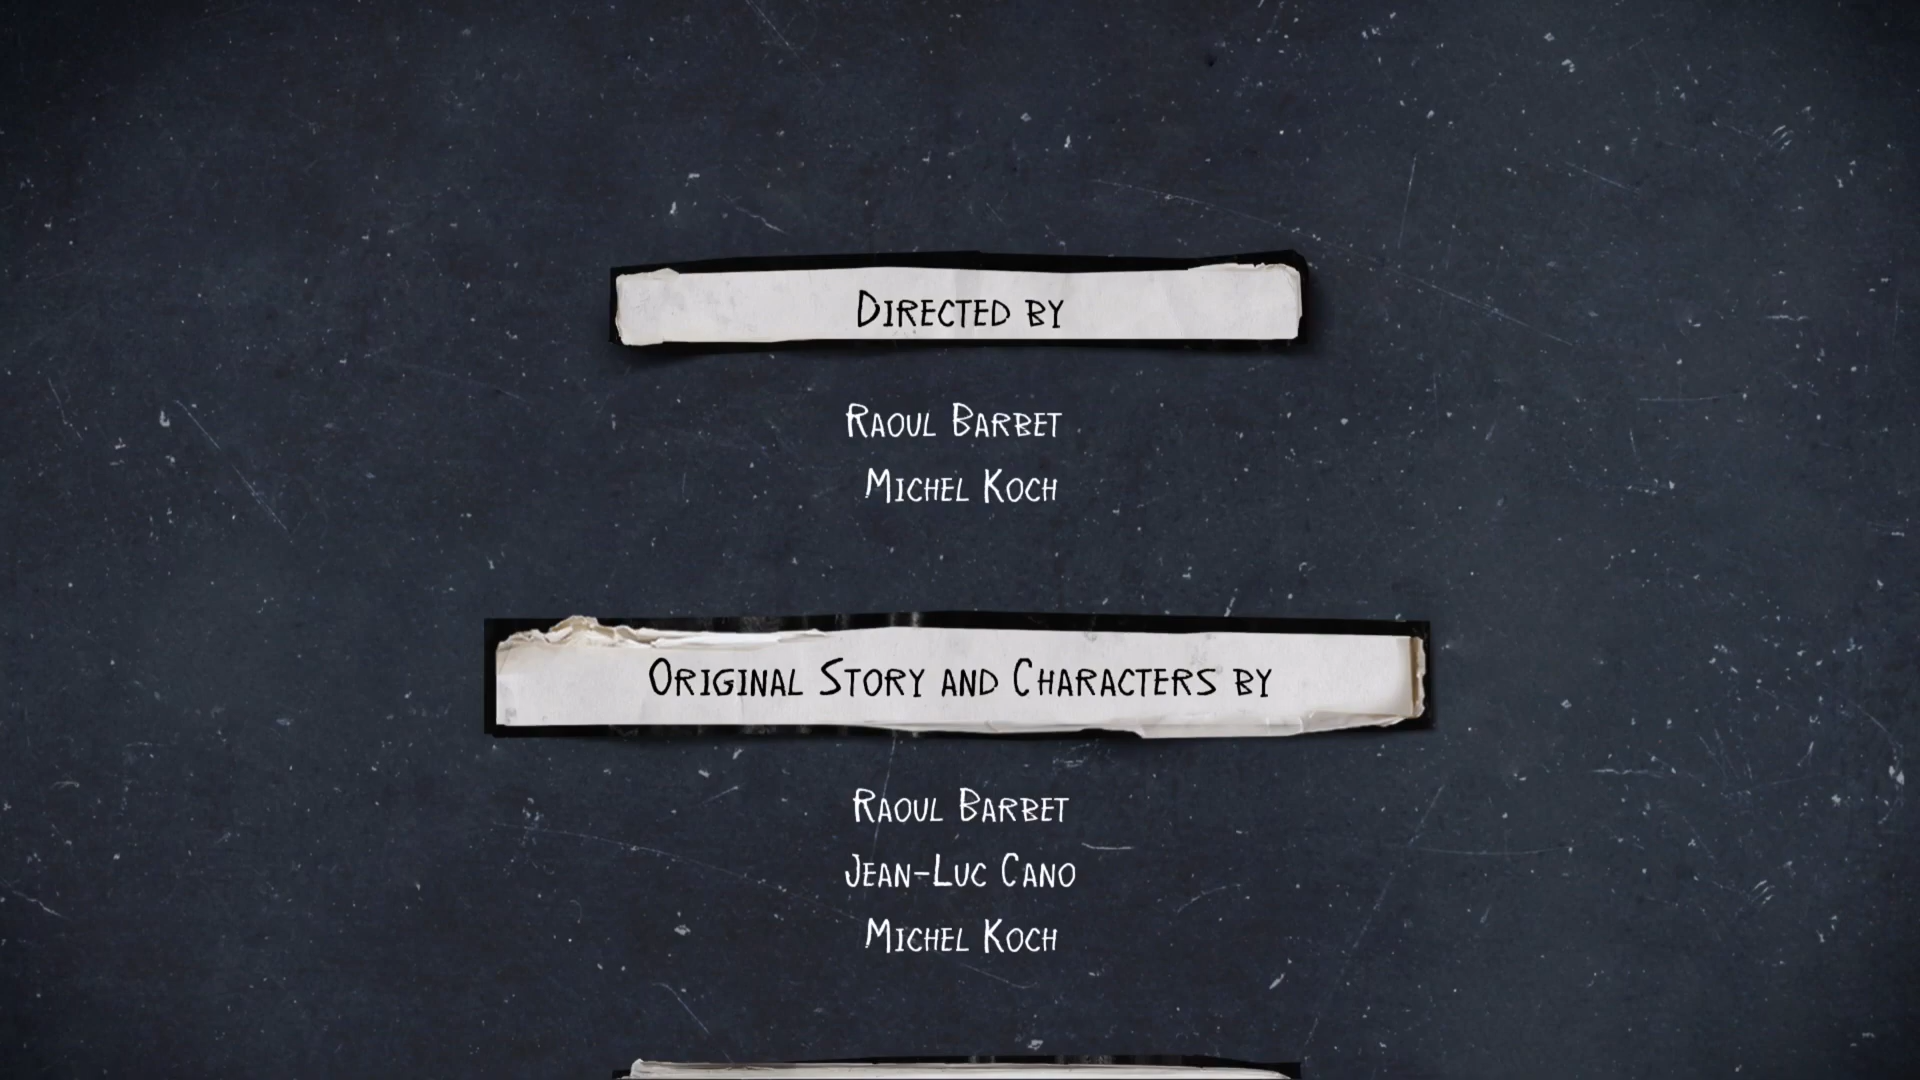 Directed by
Raoul Barbet
Michel Koch
Original Story and Characters by
Raoul Barbet
Jean-Luc Cano
Michel Koch